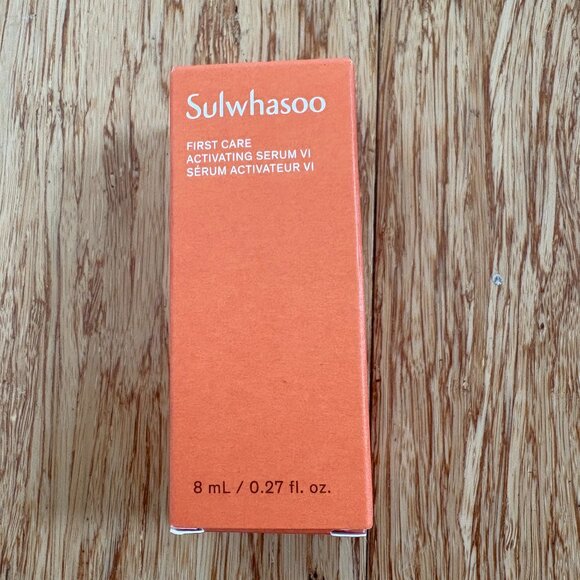 Sulwhasoo
FIRST CARE
ACTIVATING SERUM VI
SÉRUM ACTIVATEUR VI
8 mL / 0.27 fl. oz.